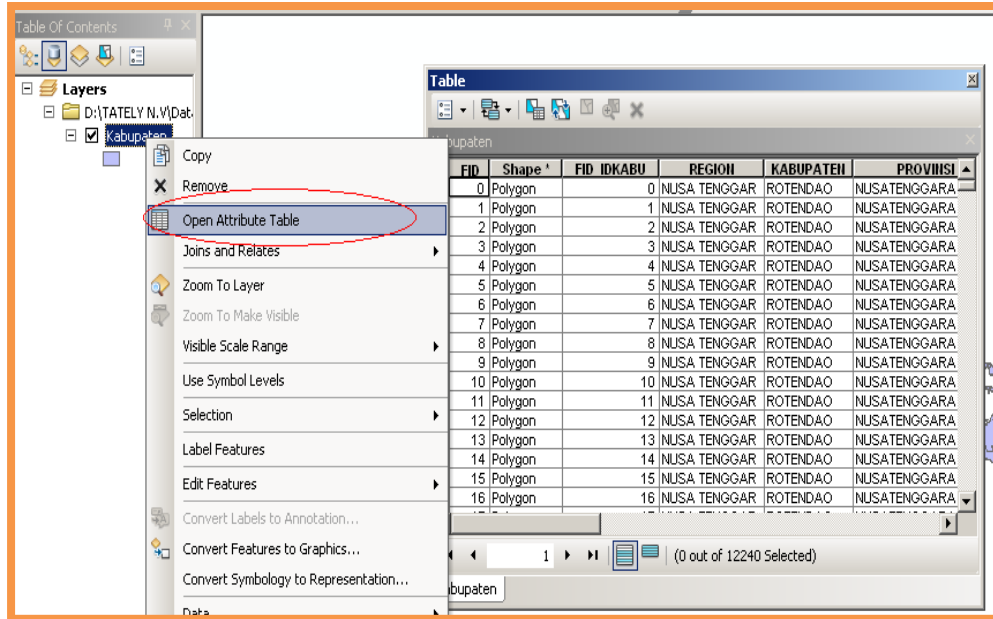 Table Of Contents
Layers
D:\TATELY N.V\Dat
Kabupaten
Copy
Remove
Open Attribute Table
Joins and Relates
Zoom To Layer
Zoom To Make Visible
Visible Scale Range
Use Symbol Levels
Selection
Label Features
Edit Features
Convert Labels to Annotation...
Convert Features to Graphics...
Convert Symbology to Representation...
Data
Table
bupaten
FID Shape * FID_IDKABU REGION KABUPATEN PROVINSI
0 Polygon 0 NUSA TENGGAR ROTENDAO NUSATENGGARA
1 Polygon 1 NUSA TENGGAR ROTENDAO NUSATENGGARA
2 Polygon 2 NUSA TENGGAR ROTENDAO NUSATENGGARA
3 Polygon 3 NUSA TENGGAR ROTENDAO NUSATENGGARA
4 Polygon 4 NUSA TENGGAR ROTENDAO NUSATENGGARA
5 Polygon 5 NUSA TENGGAR ROTENDAO NUSATENGGARA
6 Polygon 6 NUSA TENGGAR ROTENDAO NUSATENGGARA
7 Polygon 7 NUSA TENGGAR ROTENDAO NUSATENGGARA
8 Polygon 8 NUSA TENGGAR ROTENDAO NUSATENGGARA
9 Polygon 9 NUSA TENGGAR ROTENDAO NUSATENGGARA
10 Polygon 10 NUSA TENGGAR ROTENDAO NUSATENGGARA
11 Polygon 11 NUSA TENGGAR ROTENDAO NUSATENGGARA
12 Polygon 12 NUSA TENGGAR ROTENDAO NUSATENGGARA
13 Polygon 13 NUSA TENGGAR ROTENDAO NUSATENGGARA
14 Polygon 14 NUSA TENGGAR ROTENDAO NUSATENGGARA
15 Polygon 15 NUSA TENGGAR ROTENDAO NUSATENGGARA
16 Polygon 16 NUSA TENGGAR ROTENDAO NUSATENGGARA
1 (0 out of 12240 Selected)
bupaten